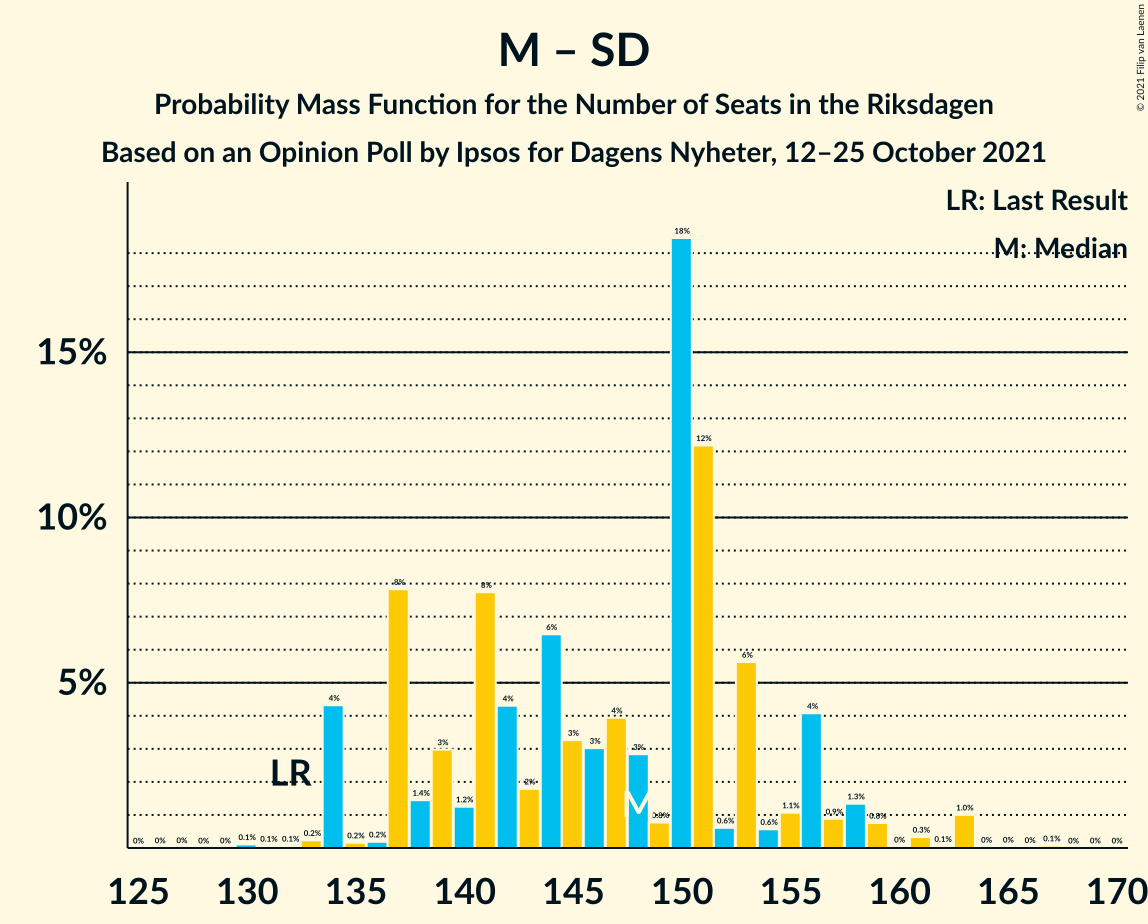 M – SD
Probability Mass Function for the Number of Seats in the Riksdagen
Based on an Opinion Poll by Ipsos for Dagens Nyheter, 12–25 October 2021
© 2021 Filip van Laenen
LR: Last Result
M: Median
15%
10%
5%
LR
M
0% 0% 0% 0% 0% 0.1% 0.1% 0.1% 0.2% 4% 0.2% 0.2% 8% 1.4% 3% 1.2% 8% 4% 2% 6% 3% 3% 4% 3% 0.8% 18% 12% 0.6% 6% 0.6% 1.1% 4% 0.9% 1.3% 0.8% 0% 0.3% 0.1% 1.0% 0% 0% 0% 0.1% 0% 0% 0%
125 130 135 140 145 150 155 160 165 170